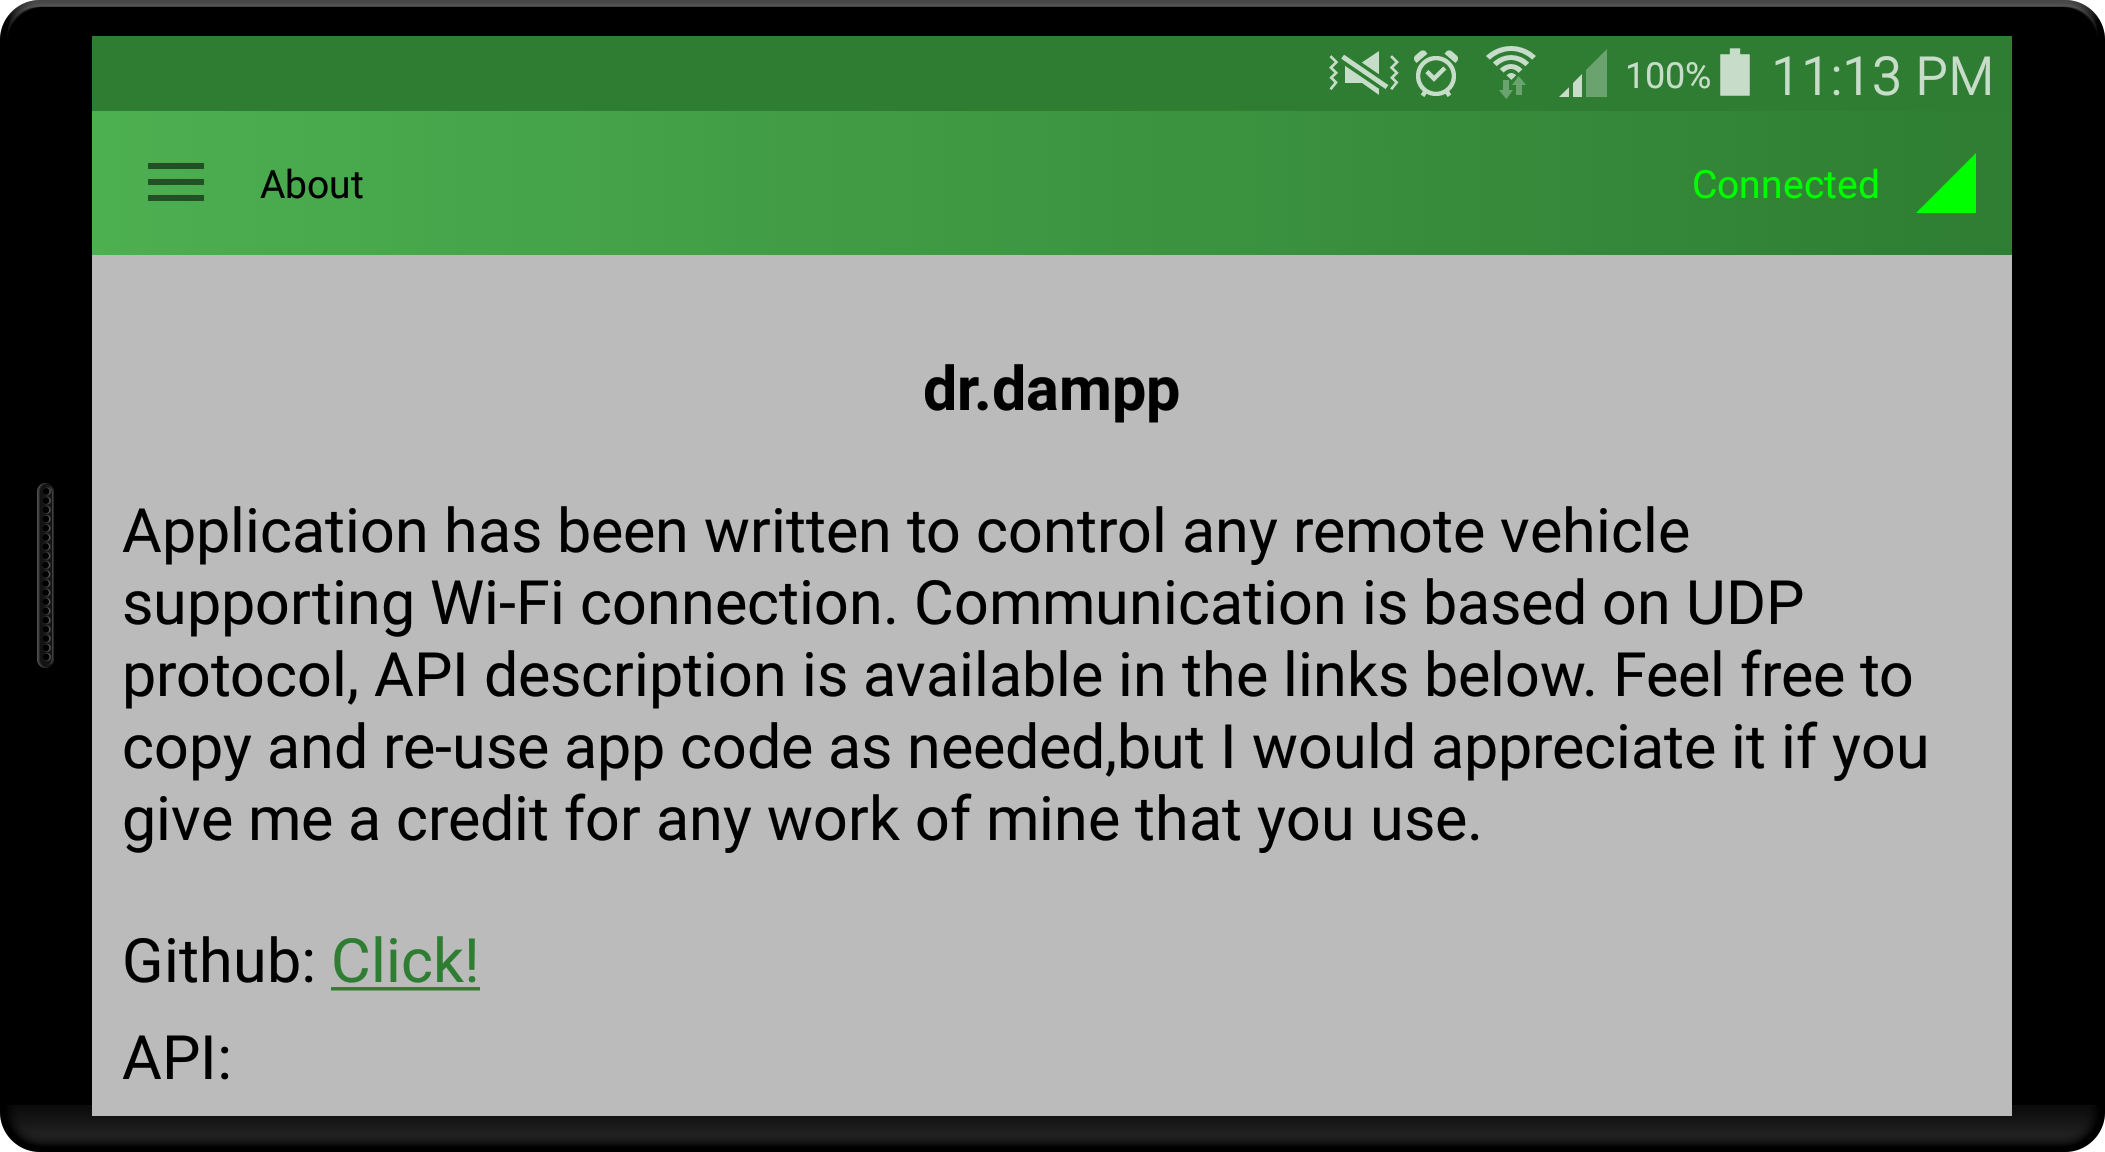 100% 11:13 PM
About Connected
dr.dampp
Application has been written to control any remote vehicle
supporting Wi-Fi connection. Communication is based on UDP
protocol, API description is available in the links below. Feel free to
copy and re-use app code as needed,but I would appreciate it if you
give me a credit for any work of mine that you use.
Github: Click!
API: